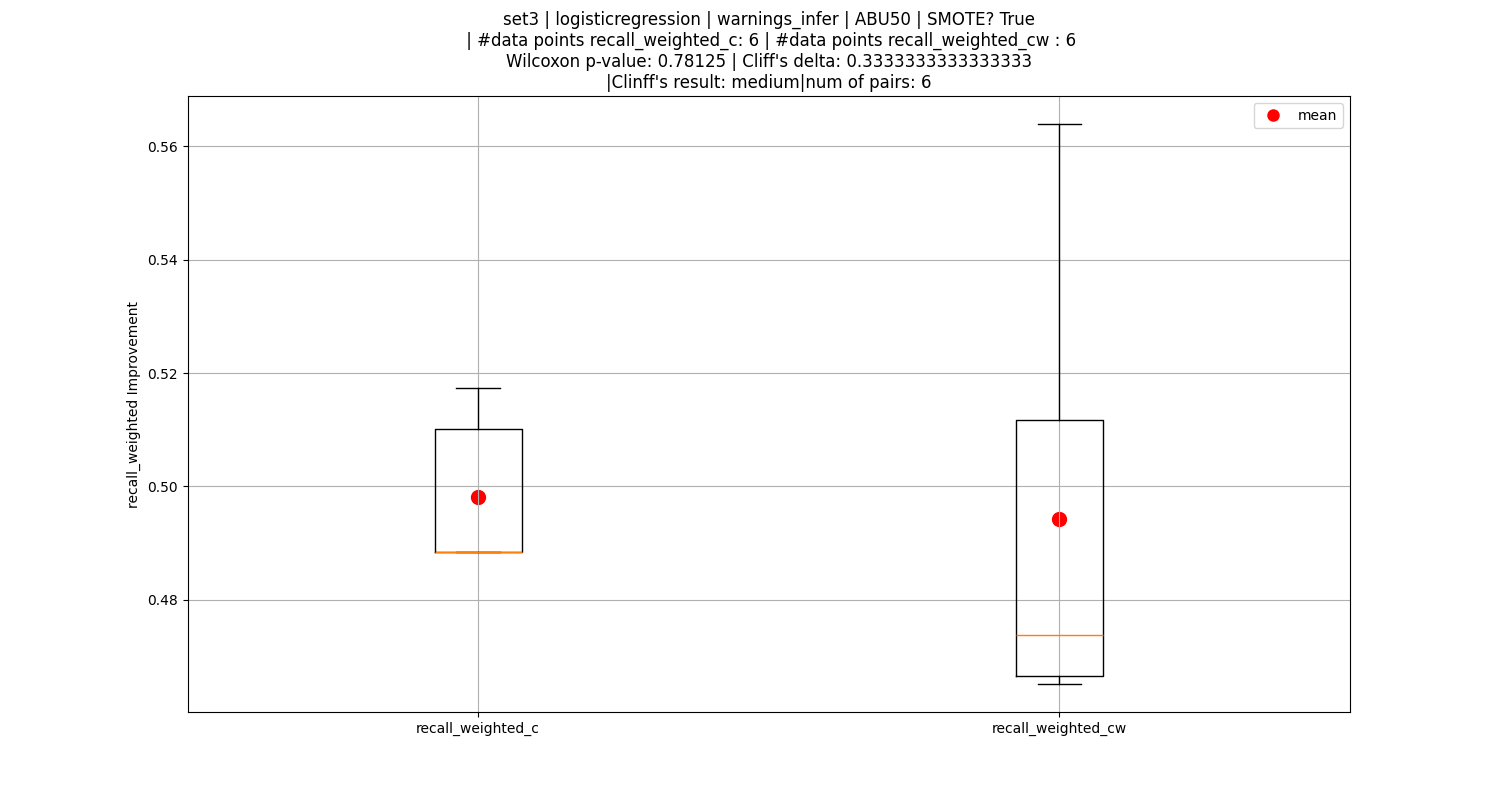 set3 | logisticregression | warnings_infer | ABU50 | SMOTE? True
| #data points recall_weighted_c: 6 | #data points recall_weighted_cw : 6
Wilcoxon p-value: 0.78125 | Cliff's delta: 0.3333333333333333
|Clinff's result: medium|num of pairs: 6
mean
0.56
0.54
0.52
0.50
0.48
recall_weighted Improvement
recall_weighted_c
recall_weighted_cw